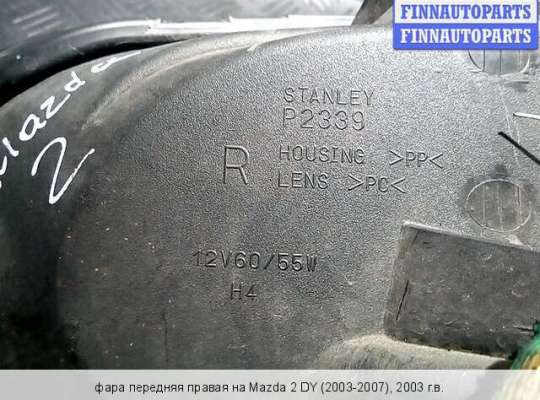 FINNAUTOPARTS
FINNAUTOPARTS
Mazda
2
STANLEY
P2339
R
HOUSING >PP<
LENS >PC<
12V60/55W
H4
фара передняя правая на Mazda 2 DY (2003-2007), 2003 г.в.